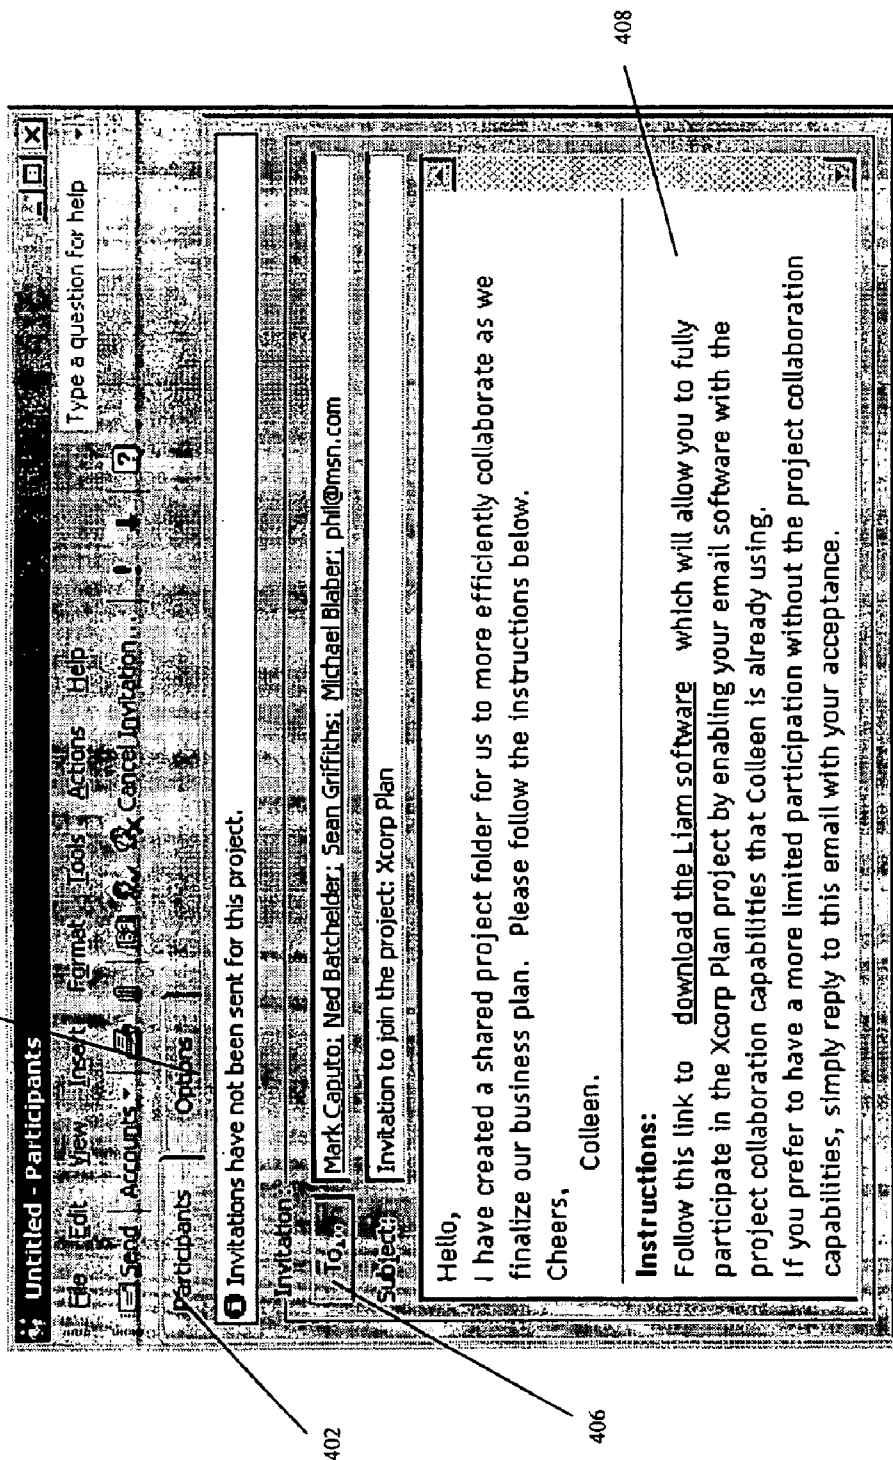 Untitled - Participants
File Edit View Insert Format Tools Actions Help
Type a question for help
Send Accounts Cancel Invitation...
Participants Options
Invitations have not been sent for this project.
Invitation
To... Mark Caputo; Ned Batchelder; Sean Griffiths; Michael Blaber; phil@msn.com
Subject: Invitation to join the project: Xcorp Plan
Hello,
I have created a shared project folder for us to more efficiently collaborate as we
finalize our business plan. Please follow the instructions below.
Cheers,
Colleen.
Instructions:
Follow this link to download the Liam software which will allow you to fully
participate in the Xcorp Plan project by enabling your email software with the
project collaboration capabilities that Colleen is already using.
If you prefer to have a more limited participation without the project collaboration
capabilities, simply reply to this email with your acceptance.
402
406
408